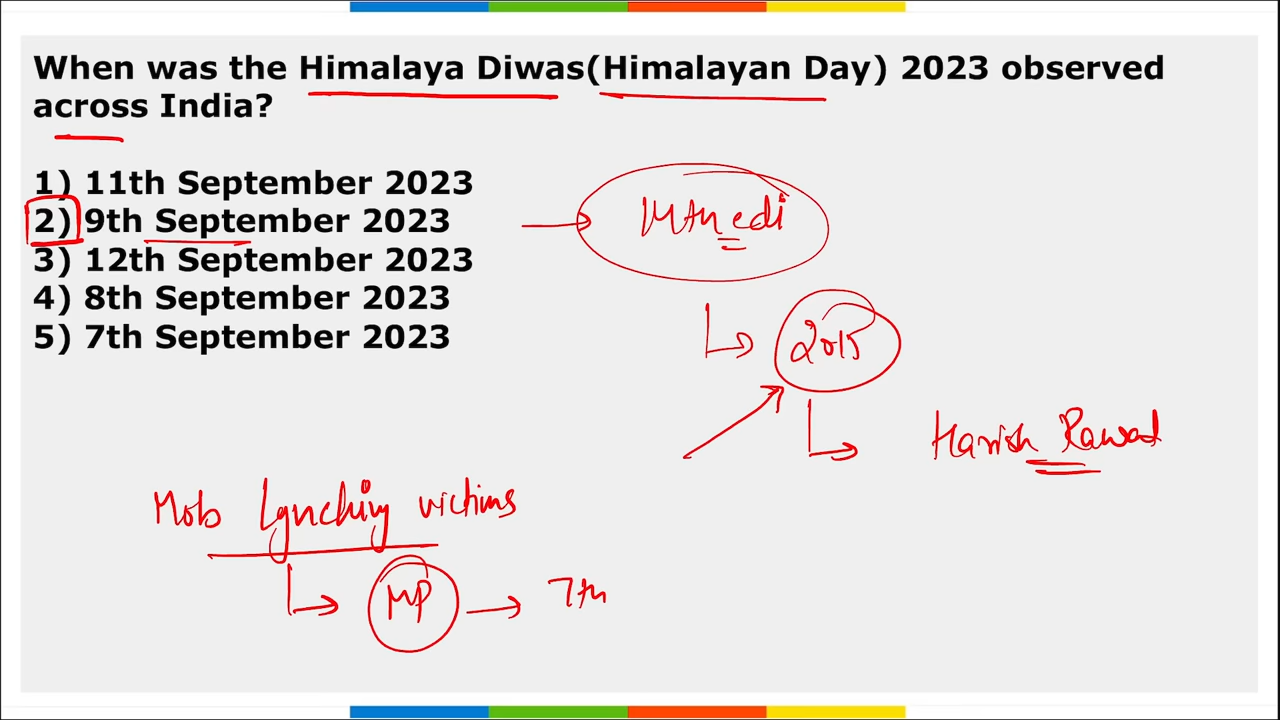 When was the Himalaya Diwas(Himalayan Day) 2023 observed
across India?
1) 11th September 2023
2) 9th September 2023
3) 12th September 2023
4) 8th September 2023
5) 7th September 2023
edi
2015
Harish Rawat
Mob lynching victims
MP
7th